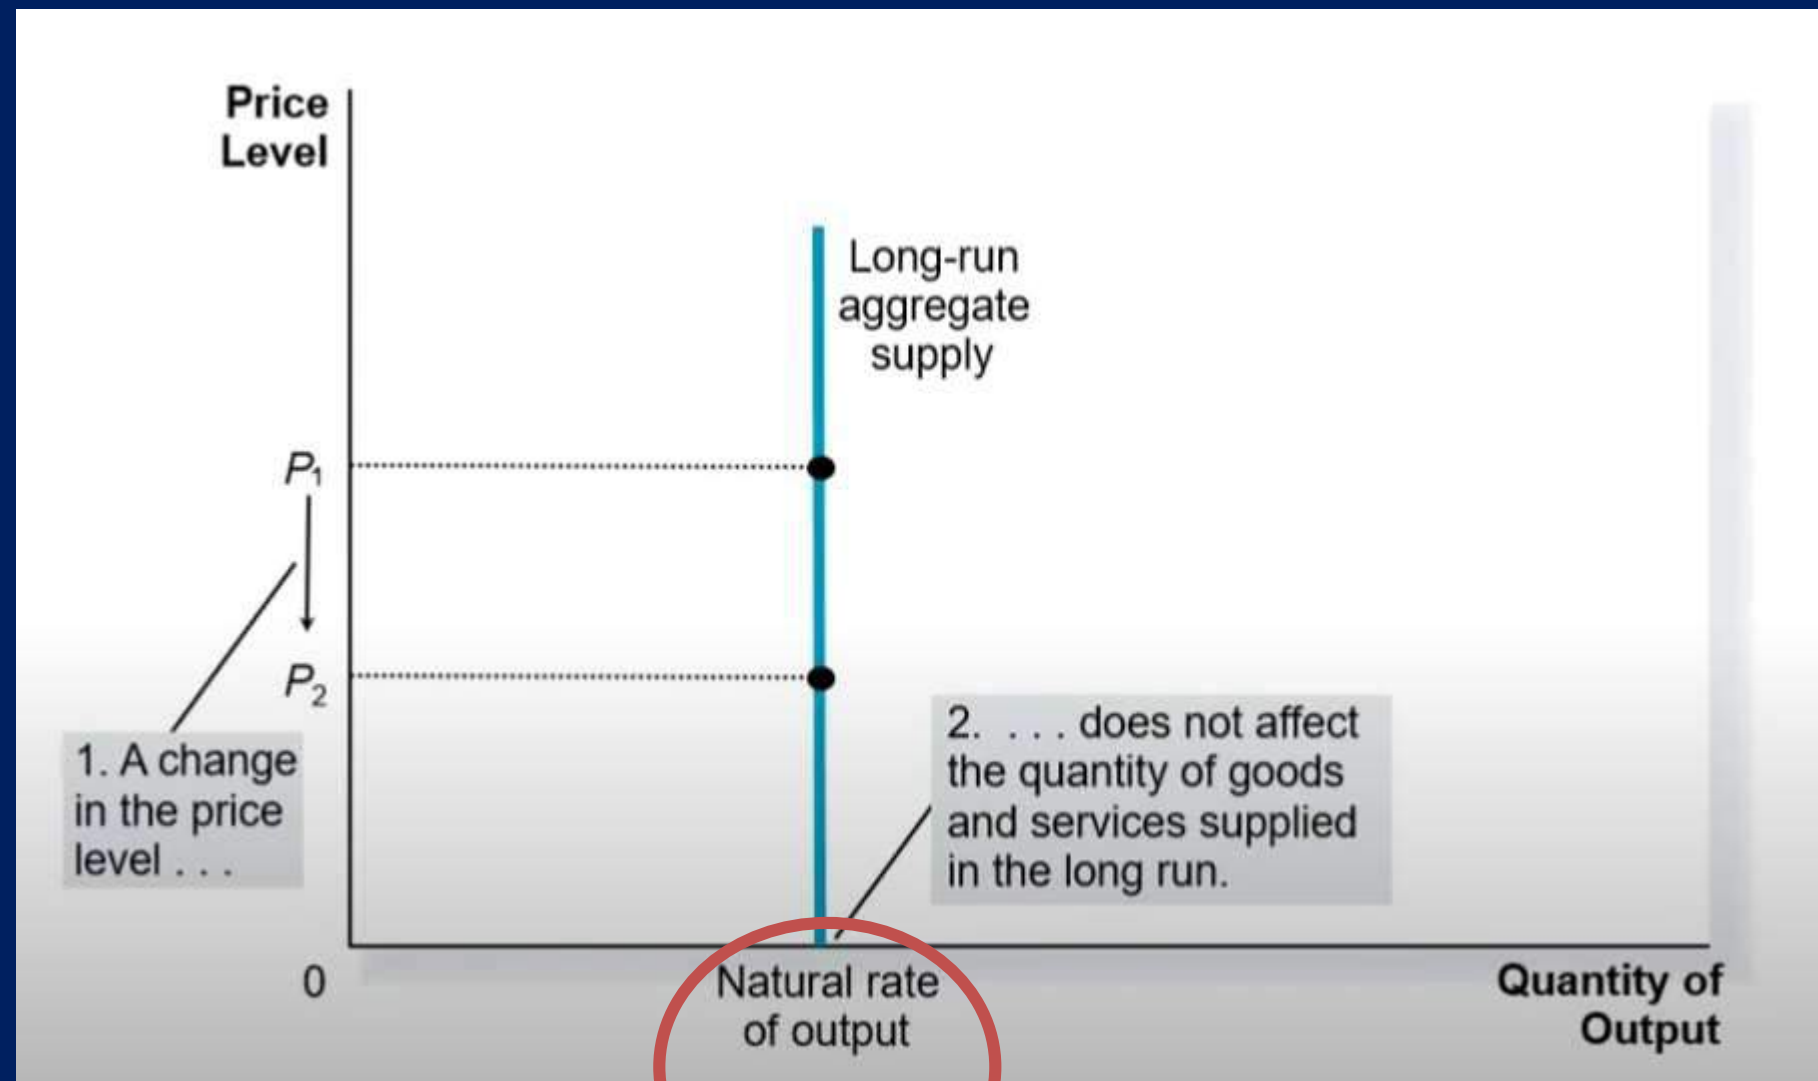 Price
Level
Long-run
aggregate
supply
P1
P2
1. A change
in the price
level . . .
2. . . . does not affect
the quantity of goods
and services supplied
in the long run.
0
Natural rate
of output
Quantity of
Output